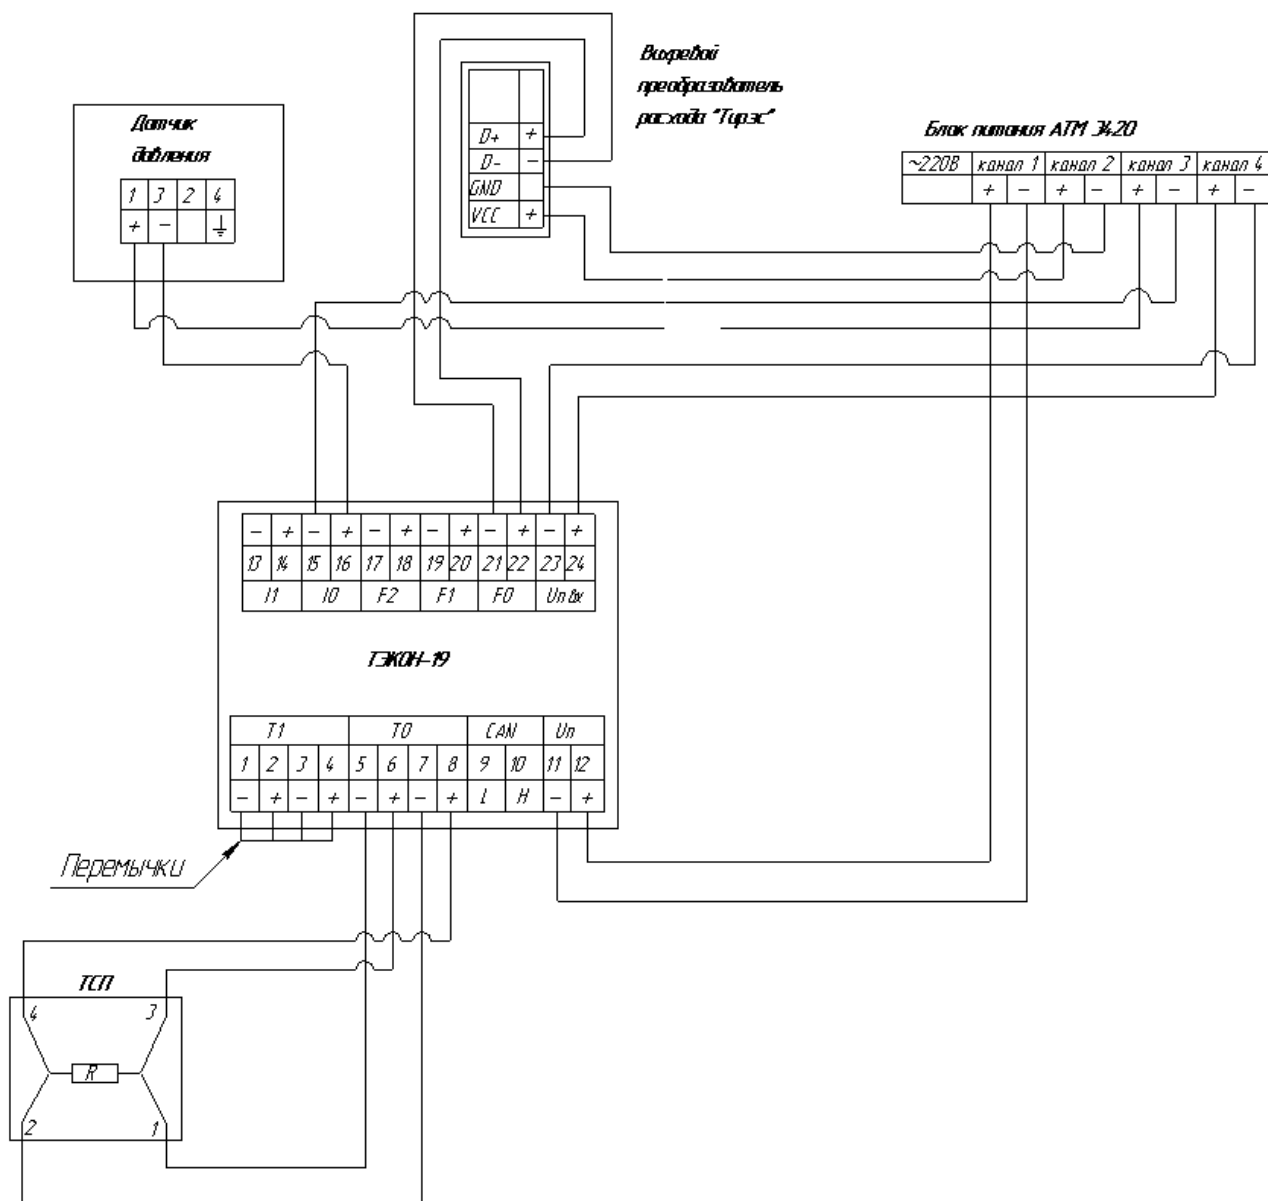 Вихревой
преобразователь
расхода "Тирэс"
Датчик
давления
1 3 2 4
+ −
D+ +
D- −
GND
VCC +
Блок питания АТМ 3420
~220В канал 1 канал 2 канал 3 канал 4
+ − + − + − + −
− + − + − + − + − + − +
13 14 15 16 17 18 19 20 21 22 23 24
I1 I0 F2 F1 F0 Uп вх
ТЭКОН-19
T1 T0 CAN Uп
1 2 3 4 5 6 7 8 9 10 11 12
− + − + − + − + L H − +
Перемычки
ТСП
4 3
R
2 1